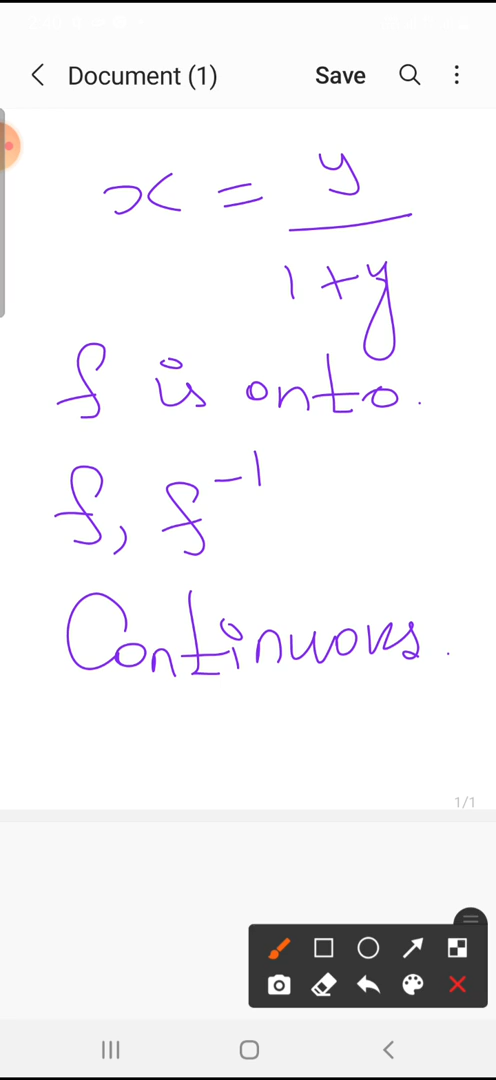 Document (1) Save
x = y
1+y
f is onto.
f, f⁻¹
Continuous.
1/1